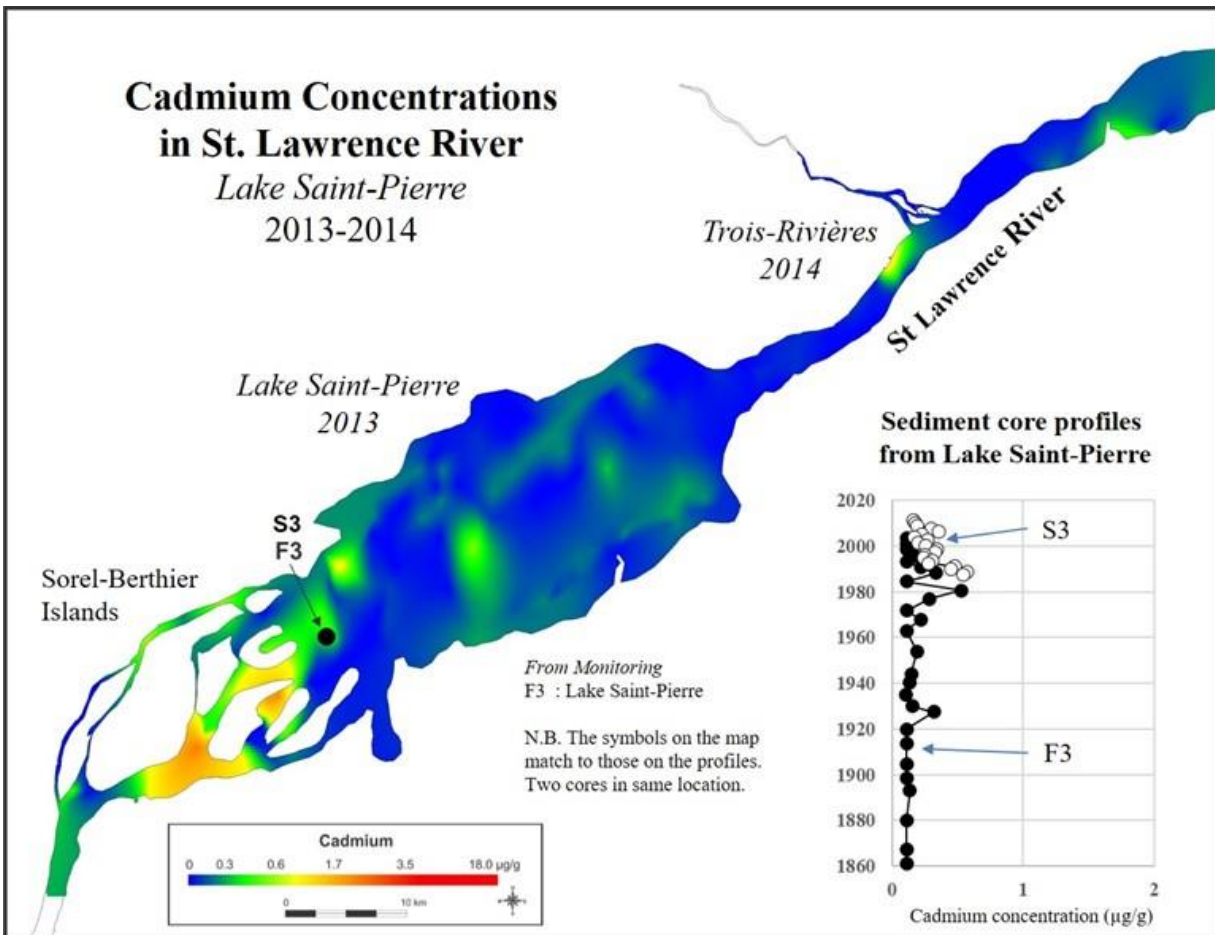 Cadmium Concentrations
in St. Lawrence River
Lake Saint-Pierre
2013-2014
Trois-Rivières
2014
St Lawrence River
Lake Saint-Pierre
2013
S3
F3
Sorel-Berthier
Islands
From Monitoring
F3 : Lake Saint-Pierre
N.B. The symbols on the map
match to those on the profiles.
Two cores in same location.
Cadmium
0 0.3 0.6 1.7 3.5 18.0 µg/g
0 10 km
Sediment core profiles
from Lake Saint-Pierre
2020
2000
1980
1960
1940
1920
1900
1880
1860
S3
F3
0 1 2
Cadmium concentration (µg/g)